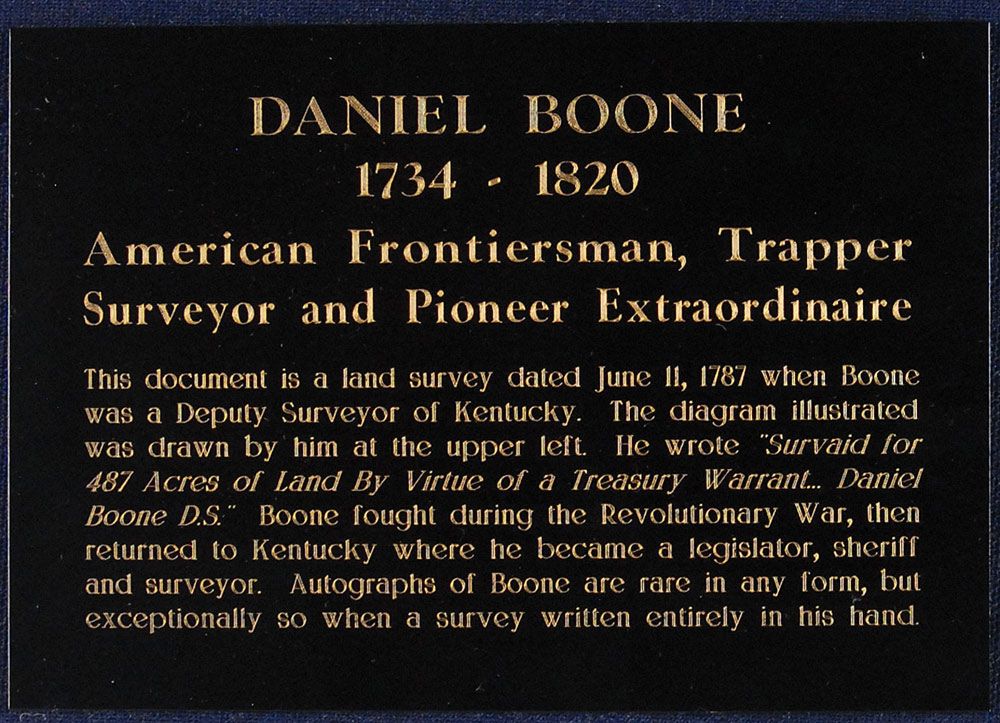 DANIEL BOONE
1734 - 1820
American Frontiersman, Trapper
Surveyor and Pioneer Extraordinaire
This document is a land survey dated June 11, 1787 when Boone
was a Deputy Surveyor of Kentucky. The diagram illustrated
was drawn by him at the upper left. He wrote "Survaid for
487 Acres of Land By Virtue of a Treasury Warrant... Daniel
Boone D.S." Boone fought during the Revolutionary War, then
returned to Kentucky where he became a legislator, sheriff
and surveyor. Autographs of Boone are rare in any form, but
exceptionally so when a survey written entirely in his hand.